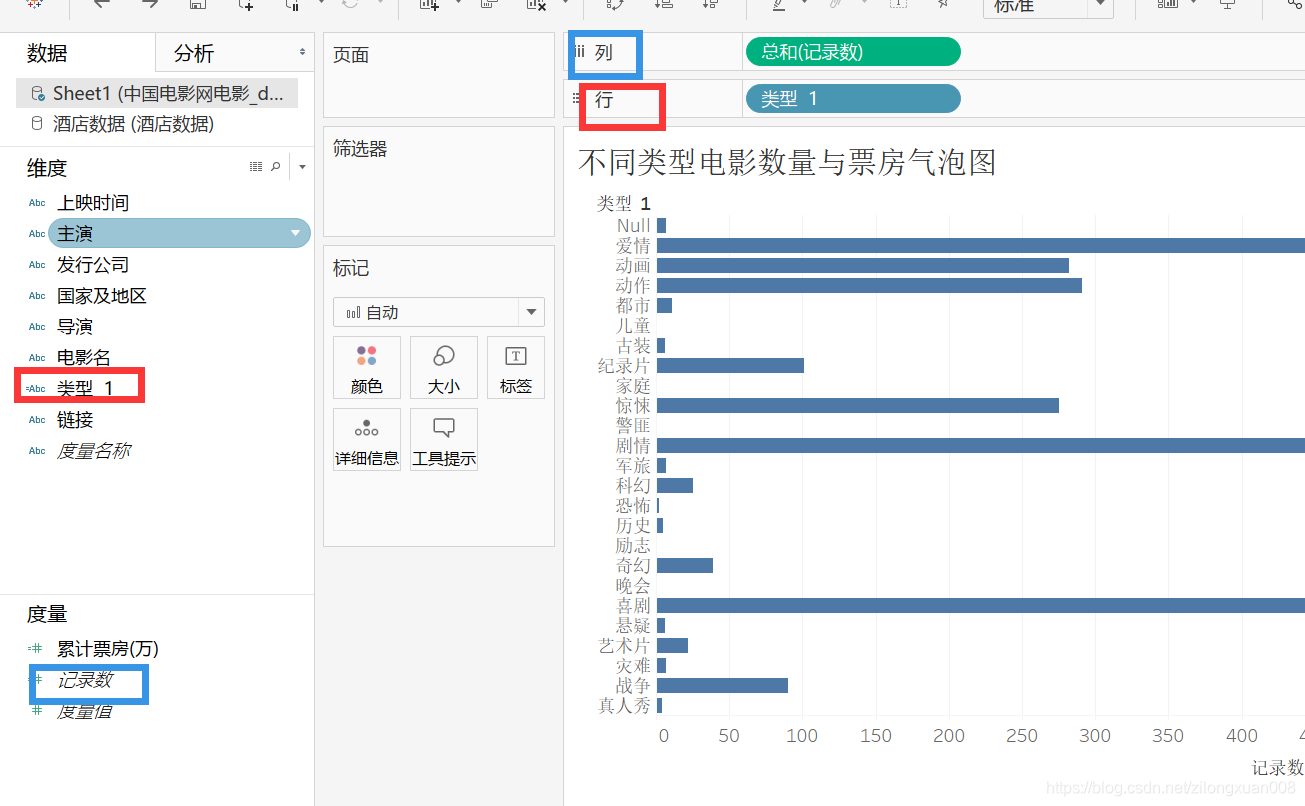 标准
数据
分析
Sheet1 (中国电影网电影_d...
酒店数据 (酒店数据)
维度
Abc 上映时间
Abc 主演
Abc 发行公司
Abc 国家及地区
Abc 导演
Abc 电影名
=Abc 类型 1
Abc 链接
Abc 度量名称
度量
=# 累计票房(万)
# 记录数
# 度量值
页面
筛选器
标记
自动
颜色
大小
标签
详细信息
工具提示
列
总和(记录数)
行
类型 1
不同类型电影数量与票房气泡图
类型 1
Null
爱情
动画
动作
都市
儿童
古装
纪录片
家庭
惊悚
警匪
剧情
军旅
科幻
恐怖
历史
励志
奇幻
晚会
喜剧
悬疑
艺术片
灾难
战争
真人秀
0 50 100 150 200 250 300 350 400
记录数
https://blog.csdn.net/zilongxuan008